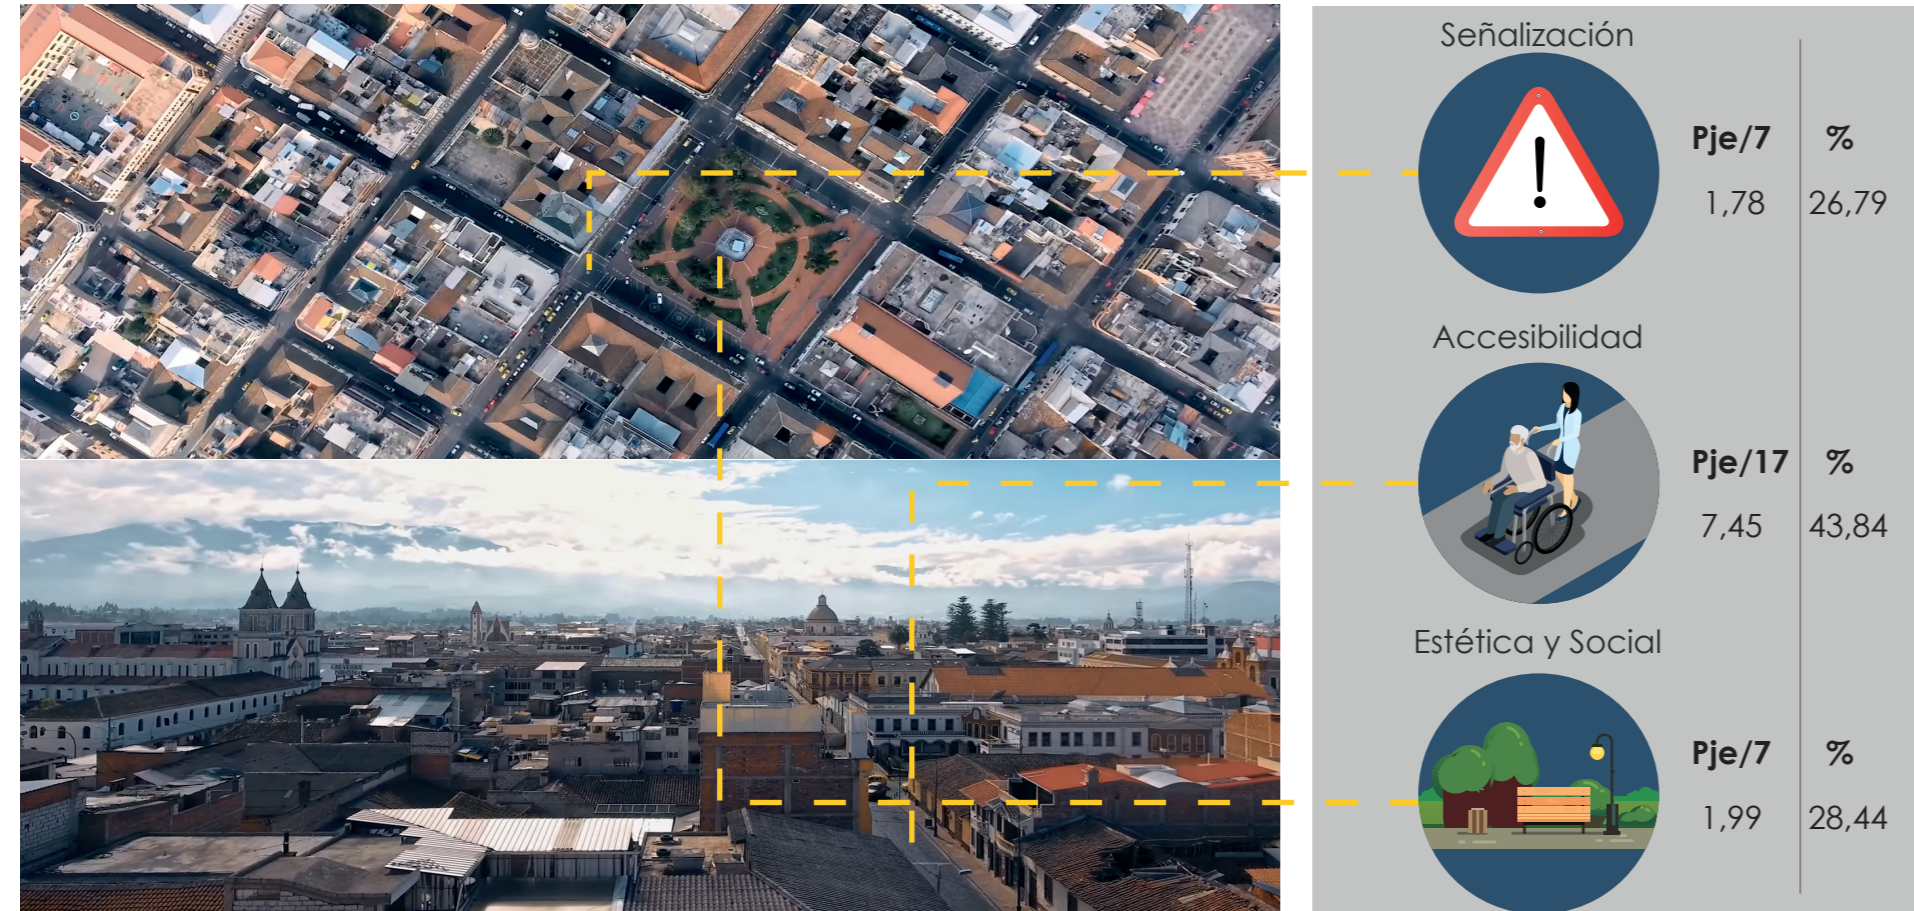 Señalización
Pje/7 %
1,78 26,79
Accesibilidad
Pje/17 %
7,45 43,84
Estética y Social
Pje/7 %
1,99 28,44